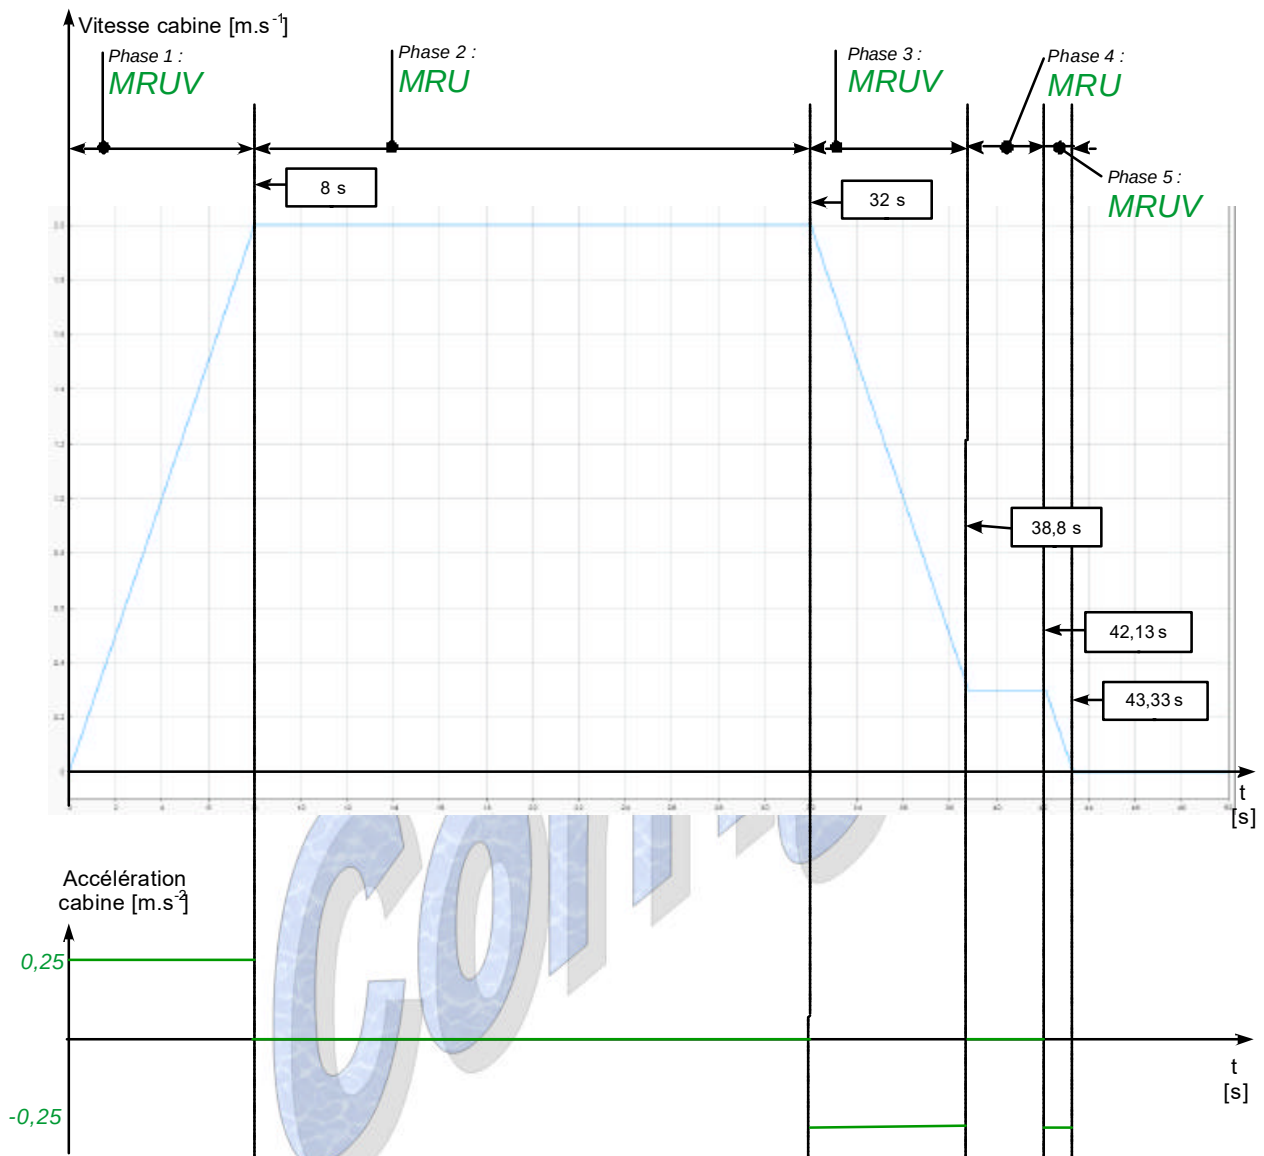 Vitesse cabine [m.s-1]
Phase 1 :
MRUV
Phase 2 :
MRU
Phase 3 :
MRUV
Phase 4 :
MRU
Phase 5 :
MRUV
8 s
32 s
38,8 s
42,13 s
43,33 s
t
[s]
Accélération
cabine [m.s-2]
0,25
-0,25
t
[s]